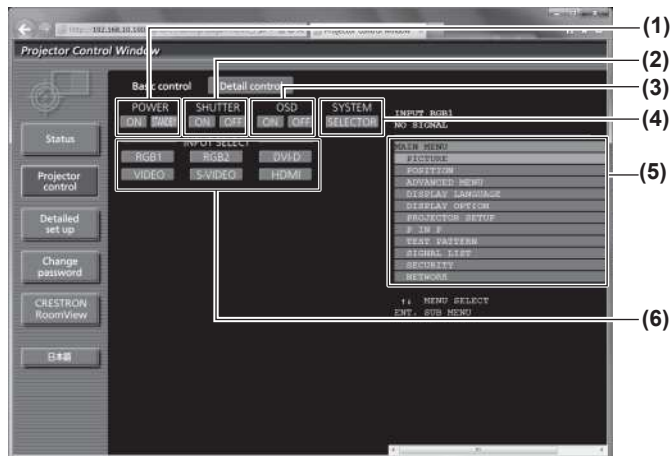 Projector Control Window
(1)
(2)
Basic control
Detail control
(3)
POWER
SHUTTER
OSD
SYSTEM
ON
STANDBY
ON
OFF
ON
OFF
SELECTOR
(4)
INPUT RGB1
NO SIGNAL
INPUT SELECT
RGB1
RGB2
DVI-D
VIDEO
S-VIDEO
HDMI
MAIN MENU
PICTURE
POSITION
ADVANCED MENU
DISPLAY LANGUAGE
DISPLAY OPTION
PROJECTOR SETUP
P IN P
TEST PATTERN
SIGNAL LIST
SECURITY
NETWORK
(5)
MENU SELECT
ENT. SUB MENU
(6)
Status
Projector
control
Detailed
set up
Change
password
CRESTRON
RoomView
日本語